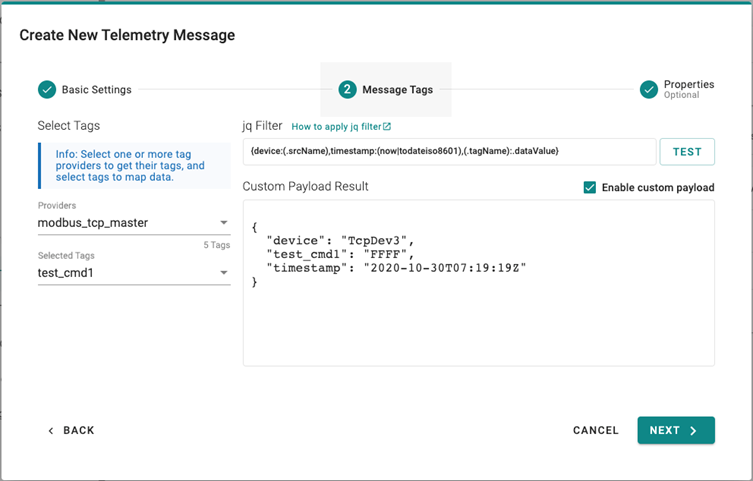 Create New Telemetry Message
Basic Settings
2 Message Tags
Properties
Optional
Select Tags
Info: Select one or more tag
providers to get their tags, and
select tags to map data.
Providers
modbus_tcp_master
5 Tags
Selected Tags
test_cmd1
jq Filter How to apply jq filter
{device:(.srcName),timestamp:(now|todateiso8601),(.tagName):.dataValue}
TEST
Custom Payload Result
Enable custom payload
{
"device": "TcpDev3",
"test_cmd1": "FFFF",
"timestamp": "2020-10-30T07:19:19Z"
}
BACK
CANCEL
NEXT